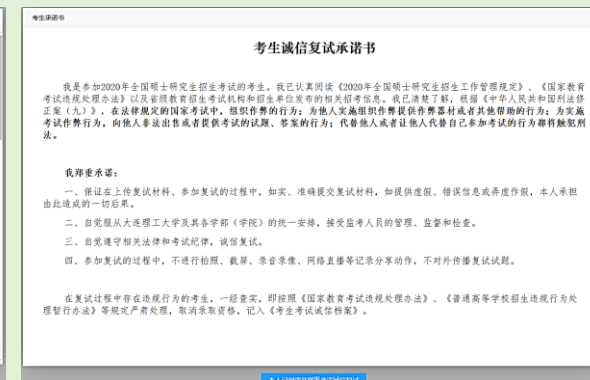 考生承诺书
考生诚信复试承诺书
我是参加2020年全国硕士研究生招生考试的考生。我已认真阅读《2020年全国硕士研究生招生工作管理规定》、《国家教育
考试违规处理办法》以及省级教育招生考试机构和招生单位发布的相关招考信息。我已清楚了解，根据《中华人民共和国刑法修
正案（九）》，在法律规定的国家考试中，组织作弊的行为；为他人实施组织作弊提供作弊器材或者其他帮助的行为；为实施
考试作弊行为，向他人非法出售或者提供考试的试题、答案的行为；代替他人或者让他人代替自己参加考试的行为都将触犯刑
法。
我郑重承诺：
一、保证在上传复试材料、参加复试的过程中，如实、准确提交复试材料，如提供虚假、错误信息或弄虚作假，本人承担
由此造成的一切后果。
二、自觉服从大连理工大学及其各学部（学院）的统一安排，接受监考人员的管理、监督和检查。
三、自觉遵守相关法律和考试纪律，诚信复试。
四、参加复试的过程中，不进行拍照、截屏、录音录像、网络直播等记录分享动作，不对外传播复试试题。
在复试过程中存在违规行为的考生，一经查实，即按照《国家教育考试违规处理办法》、《普通高等学校招生违规行为处
理暂行办法》等规定严肃处理，取消录取资格，记入《考生考试诚信档案》。